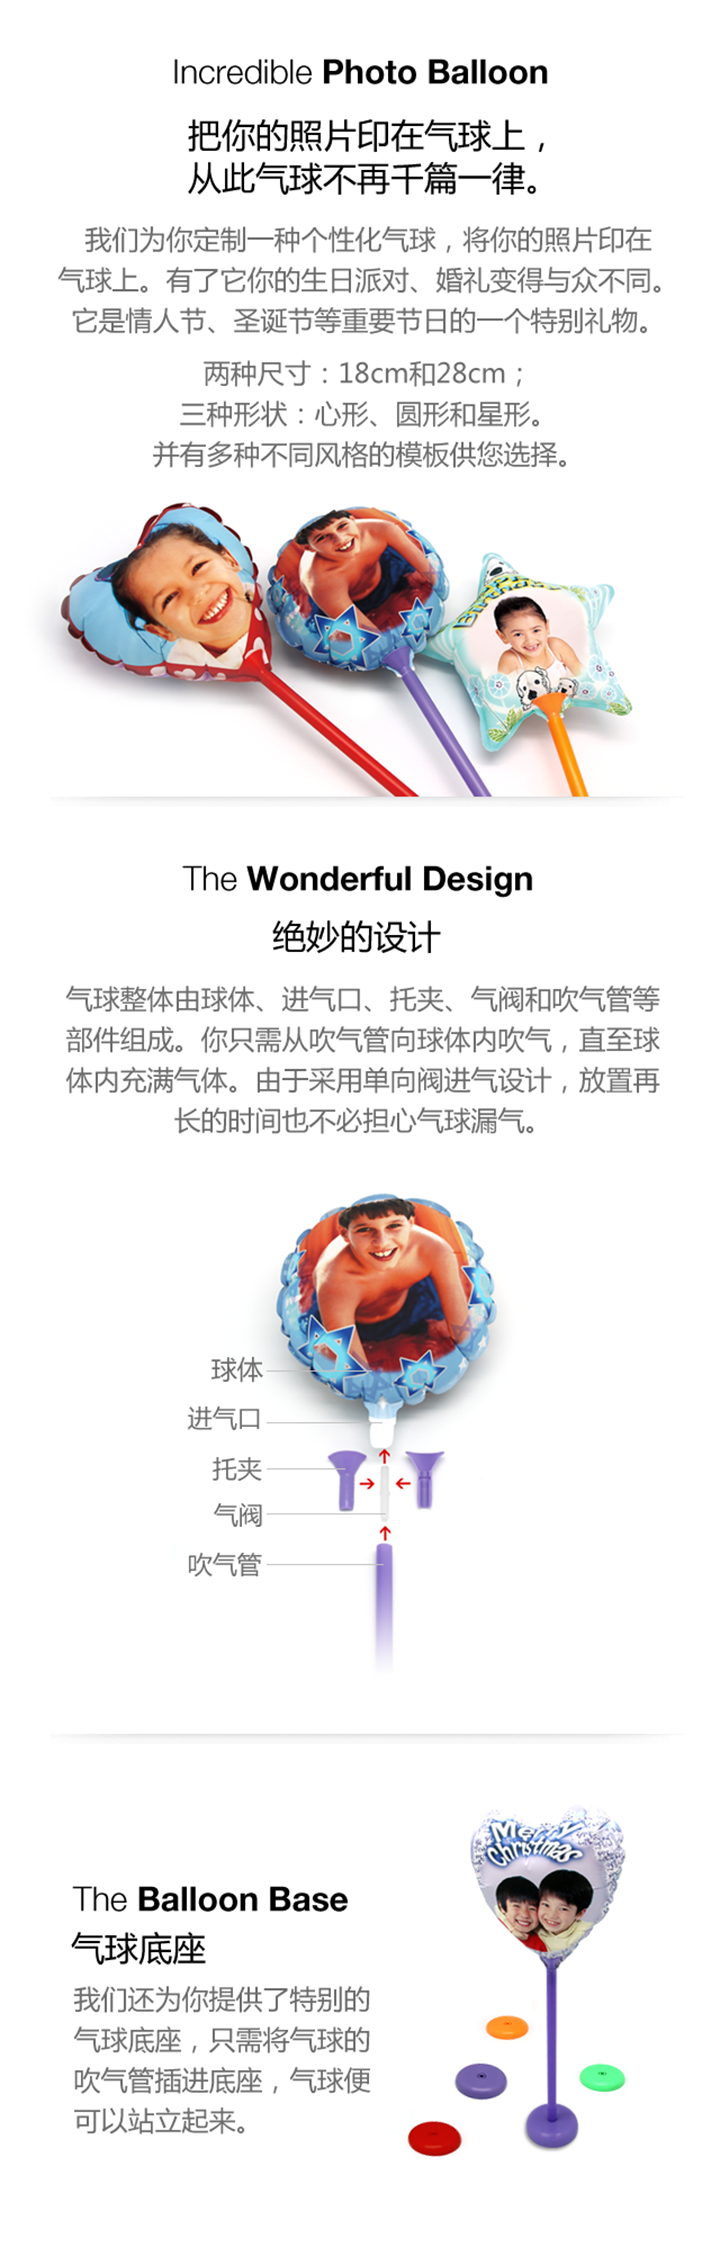 Incredible Photo Balloon
把你的照片印在气球上，
从此气球不再千篇一律。
我们为你定制一种个性化气球，将你的照片印在
气球上。有了它你的生日派对、婚礼变得与众不同。
它是情人节、圣诞节等重要节日的一个特别礼物。
两种尺寸：18cm和28cm；
三种形状：心形、圆形和星形。
并有多种不同风格的模板供您选择。
The Wonderful Design
绝妙的设计
气球整体由球体、进气口、托夹、气阀和吹气管等
部件组成。你只需从吹气管向球体内吹气，直至球
体内充满气体。由于采用单向阀进气设计，放置再
长的时间也不必担心气球漏气。
球体
进气口
托夹
气阀
吹气管
Merry
Christmas
The Balloon Base
气球底座
我们还为你提供了特别的
气球底座，只需将气球的
吹气管插进底座，气球便
可以站立起来。